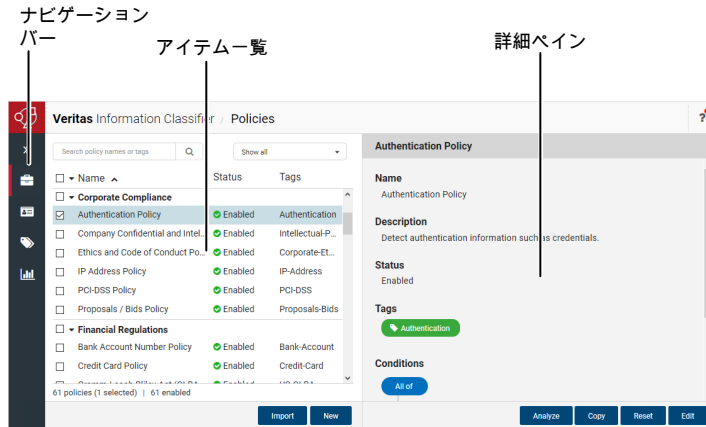 ナビゲーション
バー
アイテム一覧
詳細ペイン
Veritas Information Classifier / Policies
?
Search policy names or tags
Show all
Name
Status
Tags
Corporate Compliance
Authentication Policy
Enabled
Authentication
Company Confidential and Intel...
Enabled
Intellectual-P...
Ethics and Code of Conduct Po...
Enabled
Corporate-Et...
IP Address Policy
Enabled
IP-Address
PCI-DSS Policy
Enabled
PCI-DSS
Proposals / Bids Policy
Enabled
Proposals-Bids
Financial Regulations
Bank Account Number Policy
Enabled
Bank-Account
Credit Card Policy
Enabled
Credit-Card
61 policies (1 selected) | 61 enabled
Import
New
Authentication Policy
Name
Authentication Policy
Description
Detect authentication information such as credentials.
Status
Enabled
Tags
Authentication
Conditions
All of
Analyze
Copy
Reset
Edit